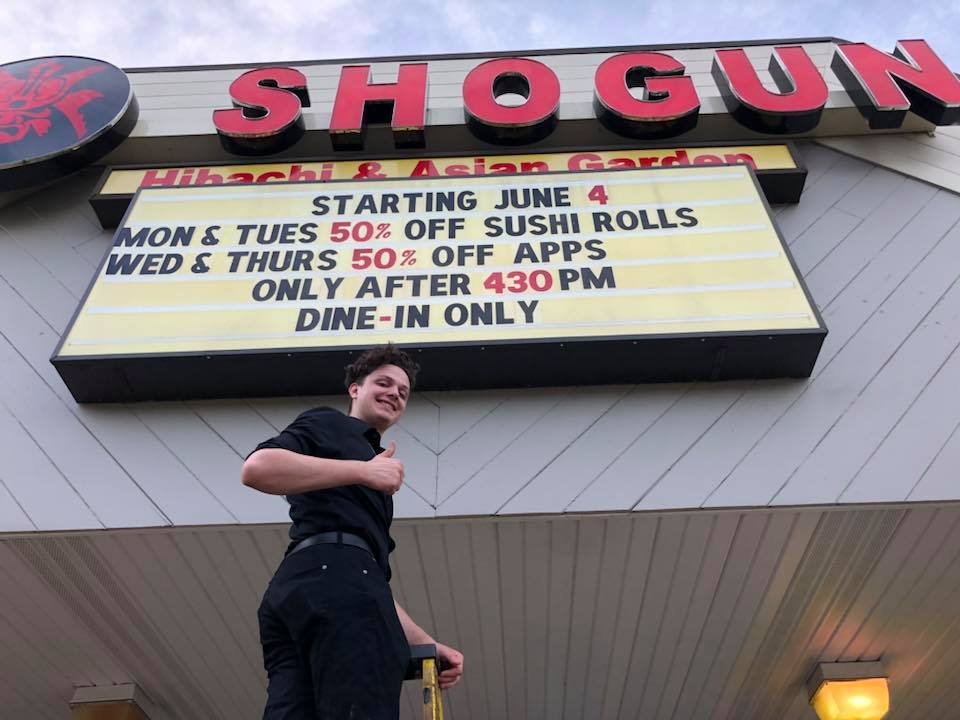 SHOGUN
Hibachi & Asian Garden
STARTING JUNE 4
MON & TUES 50% OFF SUSHI ROLLS
WED & THURS 50% OFF APPS
ONLY AFTER 430 PM
DINE-IN ONLY